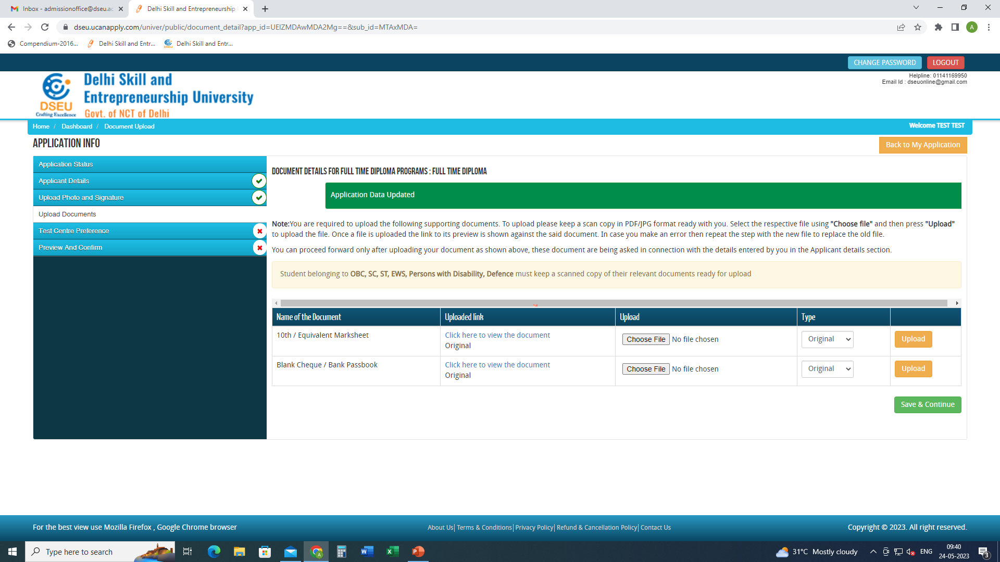 Inbox - admissionoffice@dseu.ac
Delhi Skill and Entrepreneurship
dseu.ucanapply.com/univer/public/document_detail?app_id=UEIZMDAwMDA2Mg==&sub_id=MTAxMDA=
A
Compendium-2016...
Delhi Skill and Entr...
Delhi Skill and Entr...
CHANGE PASSWORD
LOGOUT
Helpline: 01141169950
Email Id : dseuonline@gmail.com
DSEU
Crafting Excellence
Delhi Skill and
Entrepreneurship University
Govt. of NCT of Delhi
Home / Dashboard / Document Upload
Welcome TEST TEST
APPLICATION INFO
Back to My Application
Application Status
Applicant Details
Upload Photo and Signature
Upload Documents
Test Centre Preference
Preview And Confirm
DOCUMENT DETAILS FOR FULL TIME DIPLOMA PROGRAMS : FULL TIME DIPLOMA
Application Data Updated
Note:You are required to upload the following supporting documents. To upload please keep a scan copy in PDF/JPG format ready with you. Select the respective file using "Choose file" and then press "Upload"
to upload the file. Once a file is uploaded the link to its preview is shown against the said document. In case you make an error then repeat the step with the new file to replace the old file.
You can proceed forward only after uploading your document as shown above, these document are being asked in connection with the details entered by you in the Applicant details section.
Student belonging to OBC, SC, ST, EWS, Persons with Disability, Defence must keep a scanned copy of their relevant documents ready for upload
Name of the Document Uploaded link Upload Type
10th / Equivalent Marksheet Click here to view the document Choose File No file chosen Original Upload
Original
Blank Cheque / Bank Passbook Click here to view the document Choose File No file chosen Original Upload
Original
Save & Continue
For the best view use Mozilla Firefox , Google Chrome browser
About Us| Terms & Conditions| Privacy Policy| Refund & Cancellation Policy| Contact Us
Copyright © 2023. All right reserved.
Type here to search
31°C Mostly cloudy
ENG
09:40
24-05-2023
3